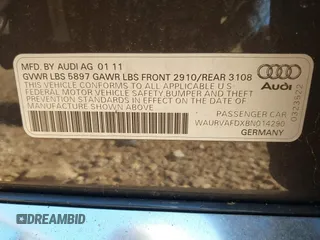 MFD. BY AUDI AG 01 11
GVWR LBS 5897 GAWR LBS FRONT 2910/REAR 3108
THIS VEHICLE CONFORMS TO ALL APPLICABLE U.S.
FEDERAL MOTOR VEHICLE SAFETY, BUMPER AND THEFT
PREVENTION STANDARDS IN EFFECT ON THE DATE OF
MANUFACTURE SHOWN ABOVE.
Audi
PASSENGER CAR
WAURVAFDXBN014290
GERMANY
0323522
DREAMBID